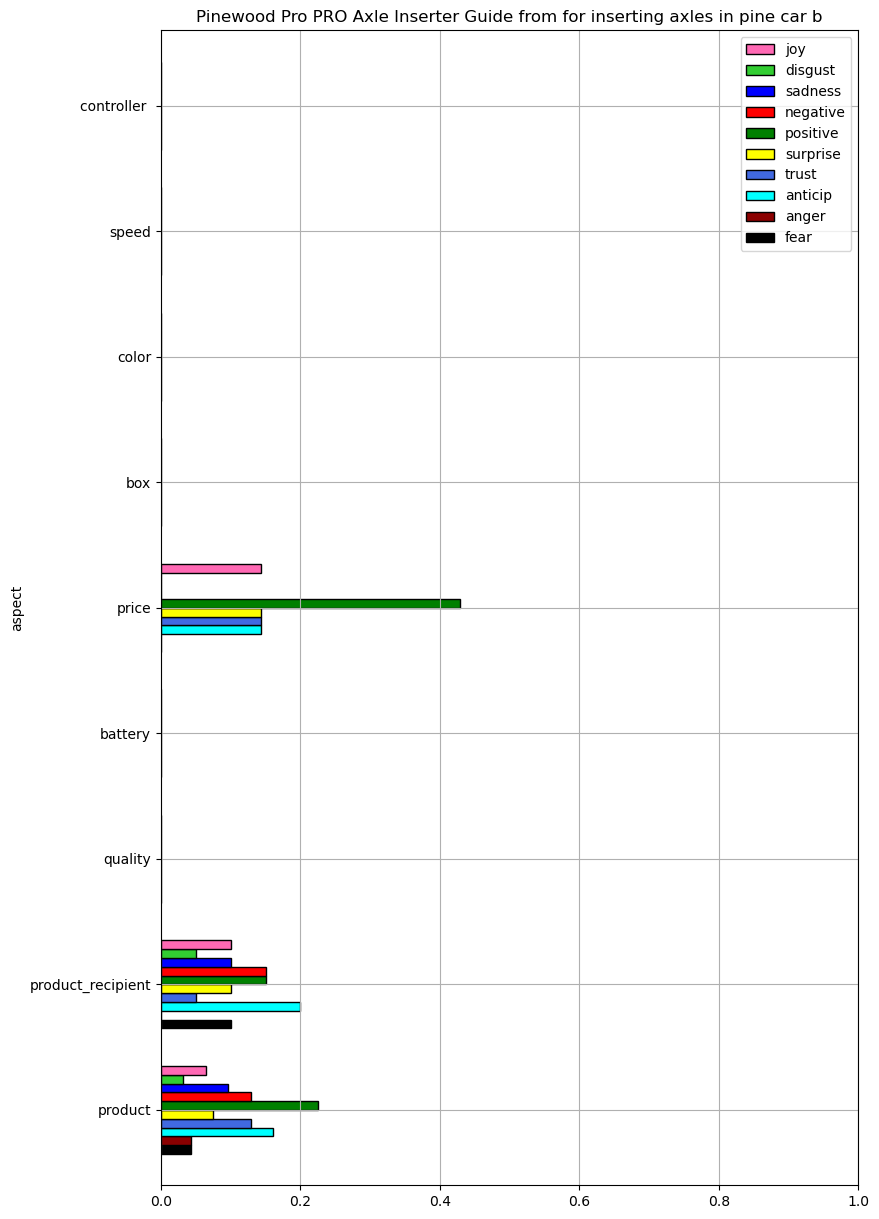 Pinewood Pro PRO Axle Inserter Guide from for inserting axles in pine car b
joy
disgust
sadness
negative
positive
surprise
trust
anticip
anger
fear
controller
speed
color
box
price
battery
quality
product_recipient
product
aspect
0.0 0.2 0.4 0.6 0.8 1.0